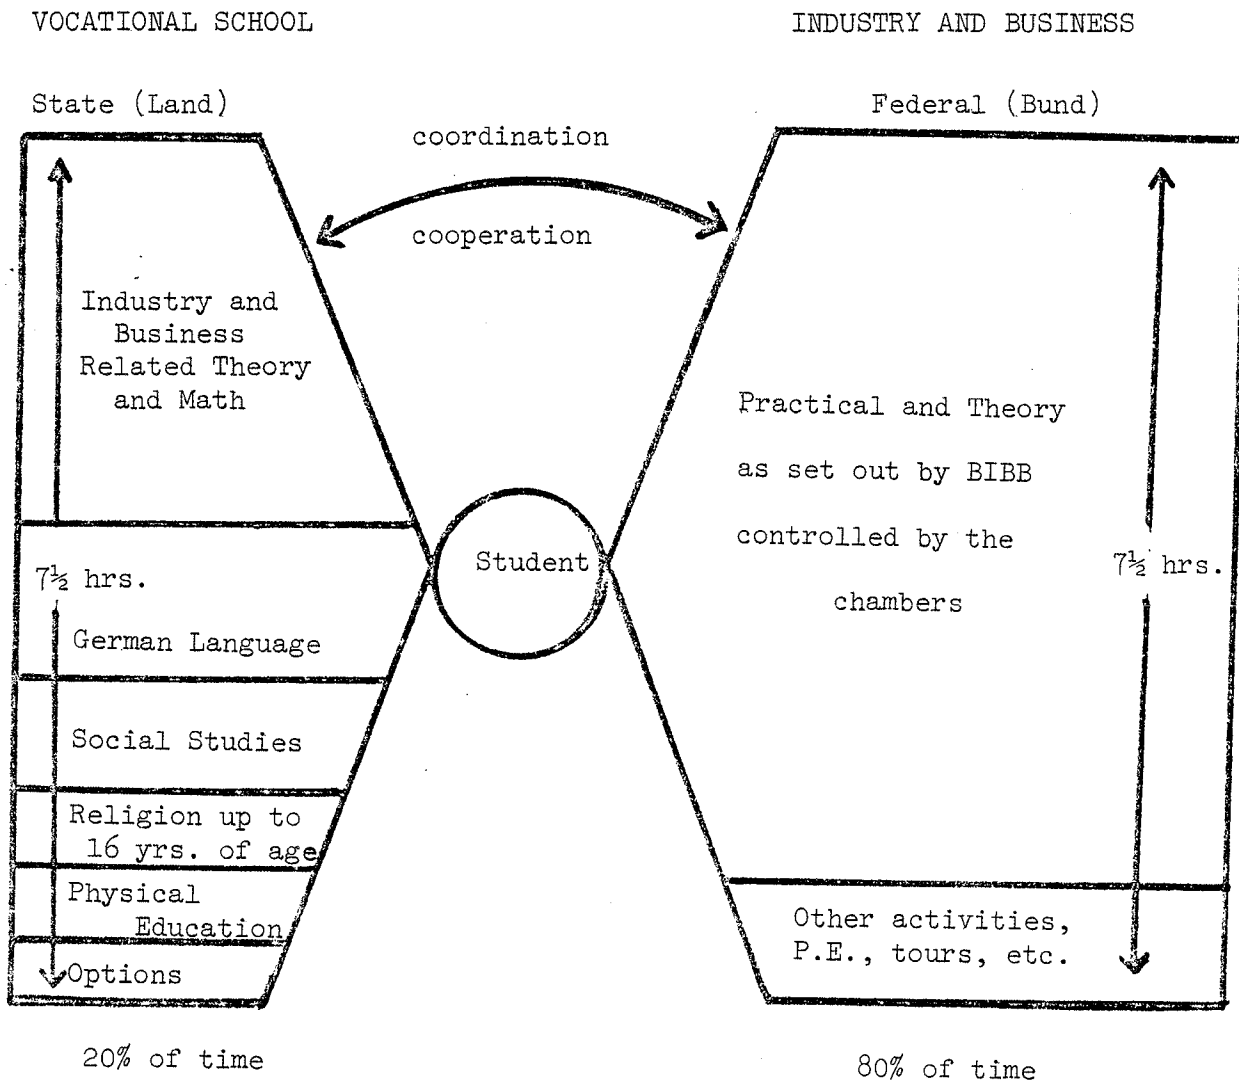 VOCATIONAL SCHOOL
INDUSTRY AND BUSINESS
State (Land)
Federal (Bund)
coordination
cooperation
Industry and
Business
Related Theory
and Math
Practical and Theory
as set out by BIBB
controlled by the
chambers
Student
7½ hrs.
7½ hrs.
German Language
Social Studies
Religion up to
16 yrs. of age
Physical
Education
Options
Other activities,
P.E., tours, etc.
20% of time
80% of time